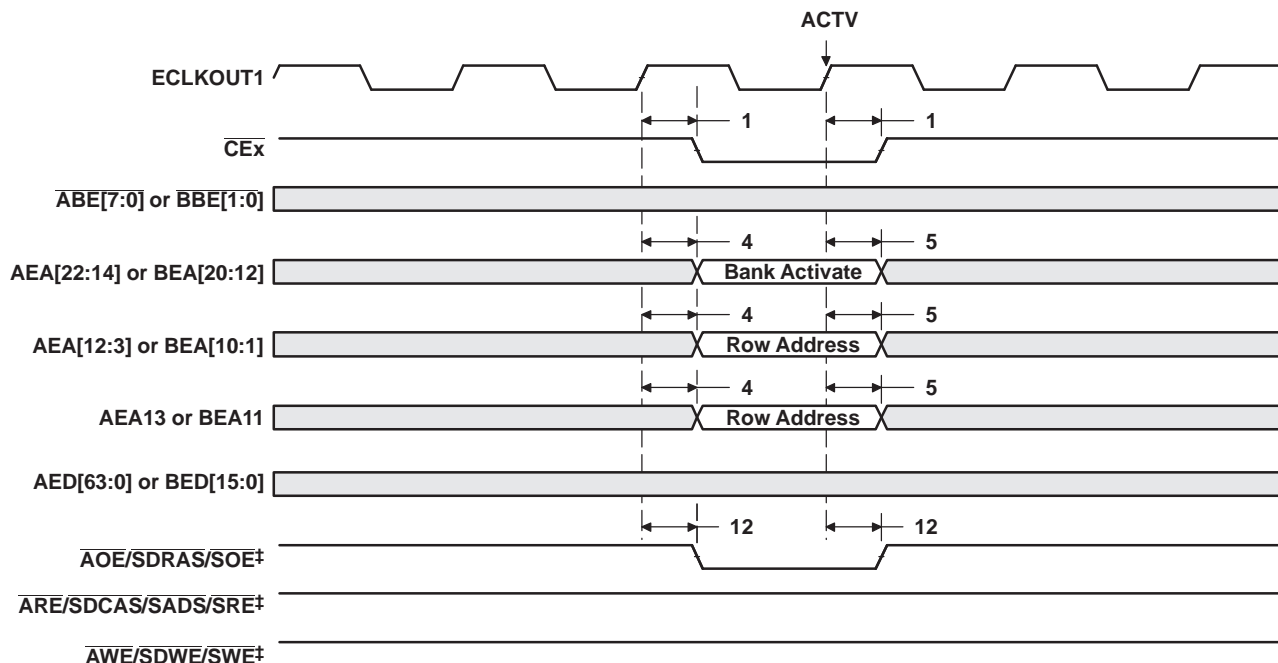 ACTV
ECLKOUT1
1 1
CEx
ABE[7:0] or BBE[1:0]
4 5
AEA[22:14] or BEA[20:12] Bank Activate
4 5
AEA[12:3] or BEA[10:1] Row Address
4 5
AEA13 or BEA11 Row Address
AED[63:0] or BED[15:0]
12 12
AOE/SDRAS/SOE‡
ARE/SDCAS/SADS/SRE‡
AWE/SDWE/SWE‡